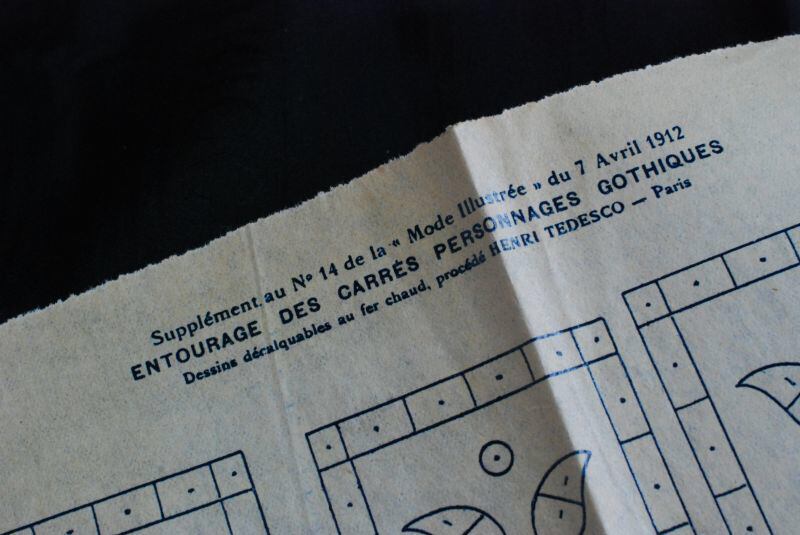 Supplément au Nº 14 de la « Mode Illustrée » du 7 Avril 1912
ENTOURAGE DES CARRÉS PERSONNAGES GOTHIQUES
Dessins décalquables au fer chaud, procédé HENRI TEDESCO — Paris